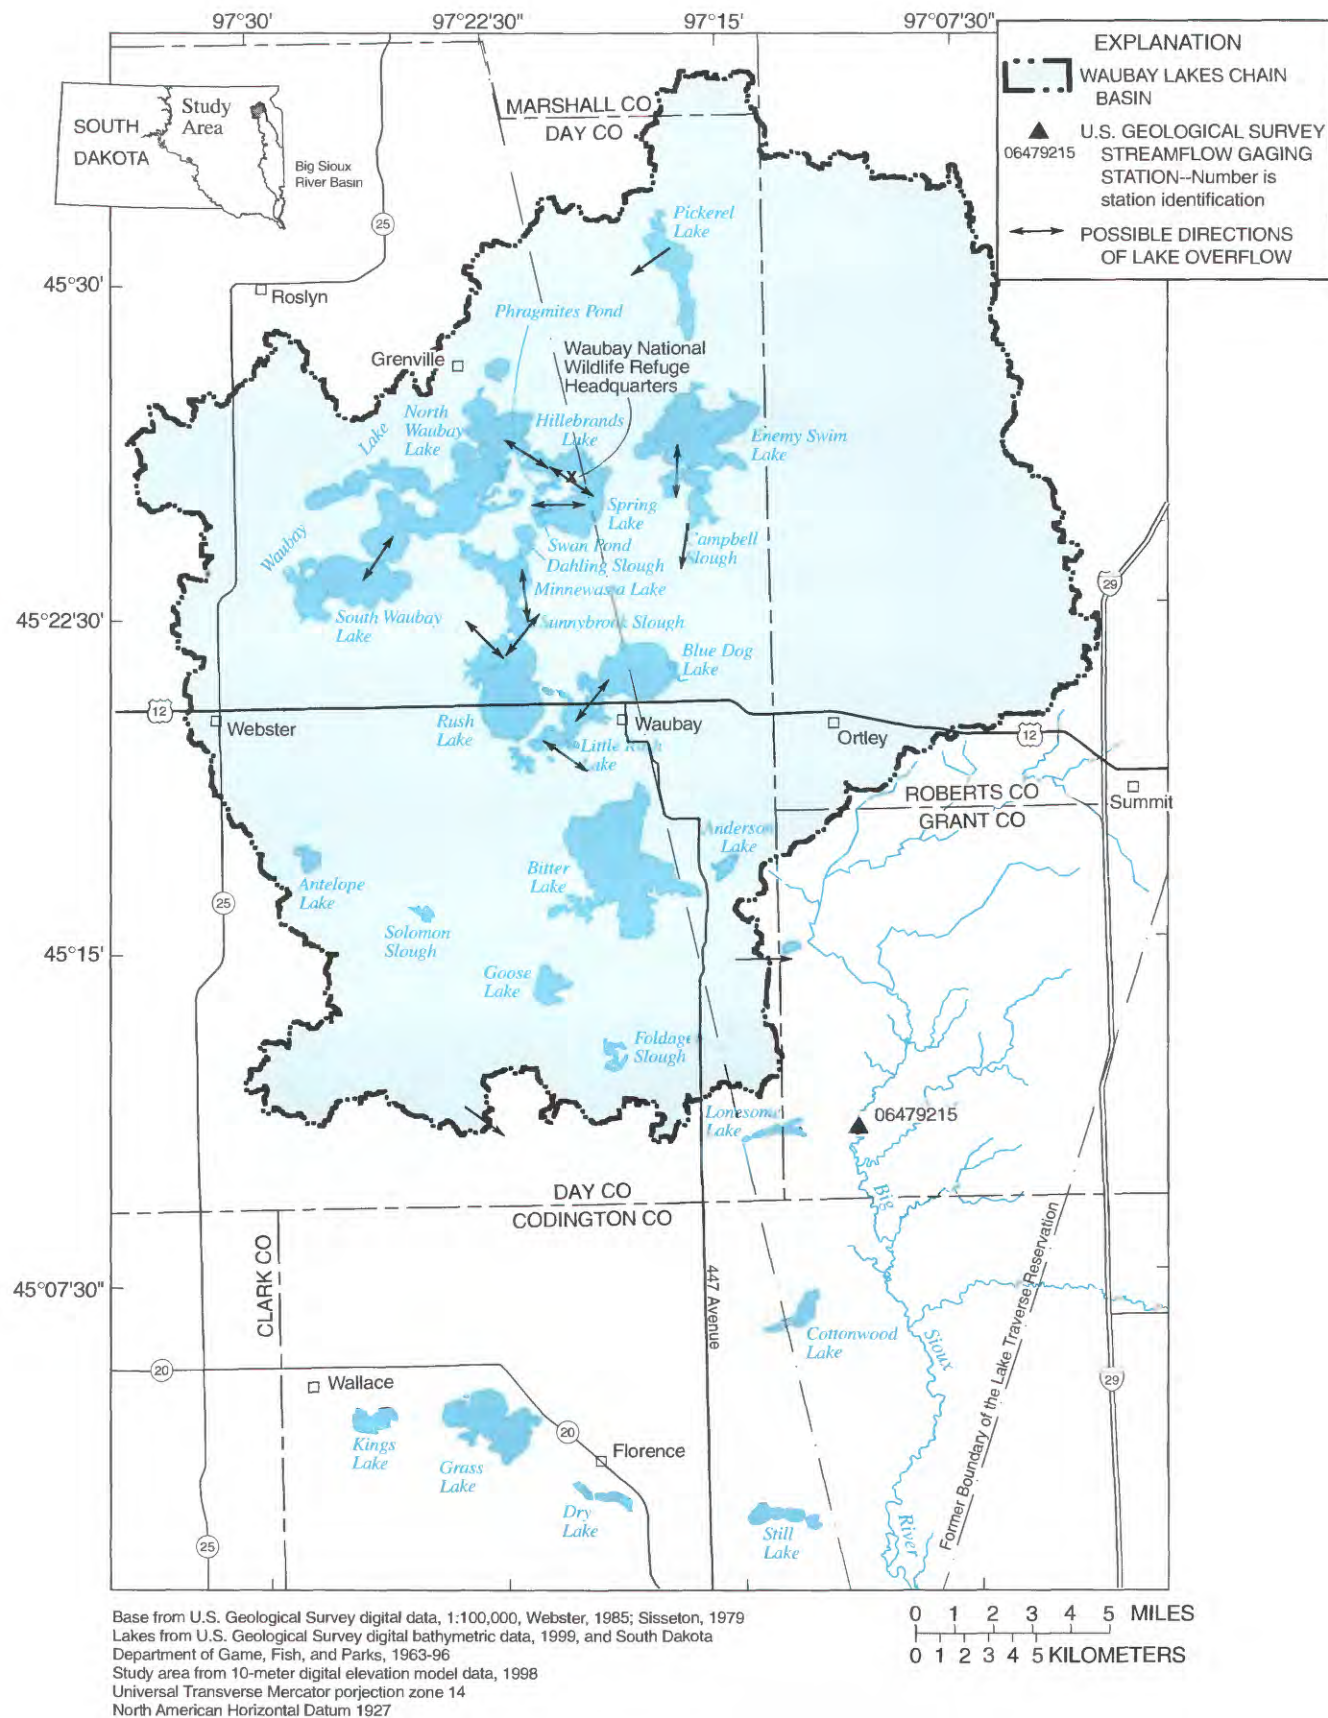 97°30'
97°22'30"
97°15'
97°07'30"
EXPLANATION
WAUBAY LAKES CHAIN
BASIN
06479215
U.S. GEOLOGICAL SURVEY
STREAMFLOW GAGING
STATION--Number is
station identification
POSSIBLE DIRECTIONS
OF LAKE OVERFLOW
SOUTH
DAKOTA
Study
Area
Big Sioux
River Basin
MARSHALL CO
DAY CO
25
Pickerel
Lake
45°30'
Roslyn
Phragmites Pond
Grenville
Waubay National
Wildlife Refuge
Headquarters
North
Waubay
Lake
Hillebrands
Lake
Enemy Swim
Lake
Waubay
Lake
X
Spring
Lake
Swan Pond
Dahling Slough
Campbell
Slough
Minnewasta Lake
29
45°22'30"
South Waubay
Lake
Sunnybrook Slough
Blue Dog
Lake
12
Webster
Rush
Lake
Waubay
Little Rush
Lake
Ortley
12
Summit
ROBERTS CO
GRANT CO
Anderson
Lake
Bitter
Lake
Antelope
Lake
25
Solomon
Slough
45°15'
Goose
Lake
Foldager
Slough
Lonesome
Lake
06479215
DAY CO
CODINGTON CO
Big
Sioux
River
CLARK CO
45°07'30"
447 Avenue
Cottonwood
Lake
Former Boundary of the Lake Traverse Reservation
20
Wallace
29
Kings
Lake
Grass
Lake
20
Florence
Dry
Lake
Still
Lake
25
Base from U.S. Geological Survey digital data, 1:100,000, Webster, 1985; Sisseton, 1979
Lakes from U.S. Geological Survey digital bathymetric data, 1999, and South Dakota
Department of Game, Fish, and Parks, 1963-96
Study area from 10-meter digital elevation model data, 1998
Universal Transverse Mercator porjection zone 14
North American Horizontal Datum 1927
0 1 2 3 4 5 MILES
0 1 2 3 4 5 KILOMETERS